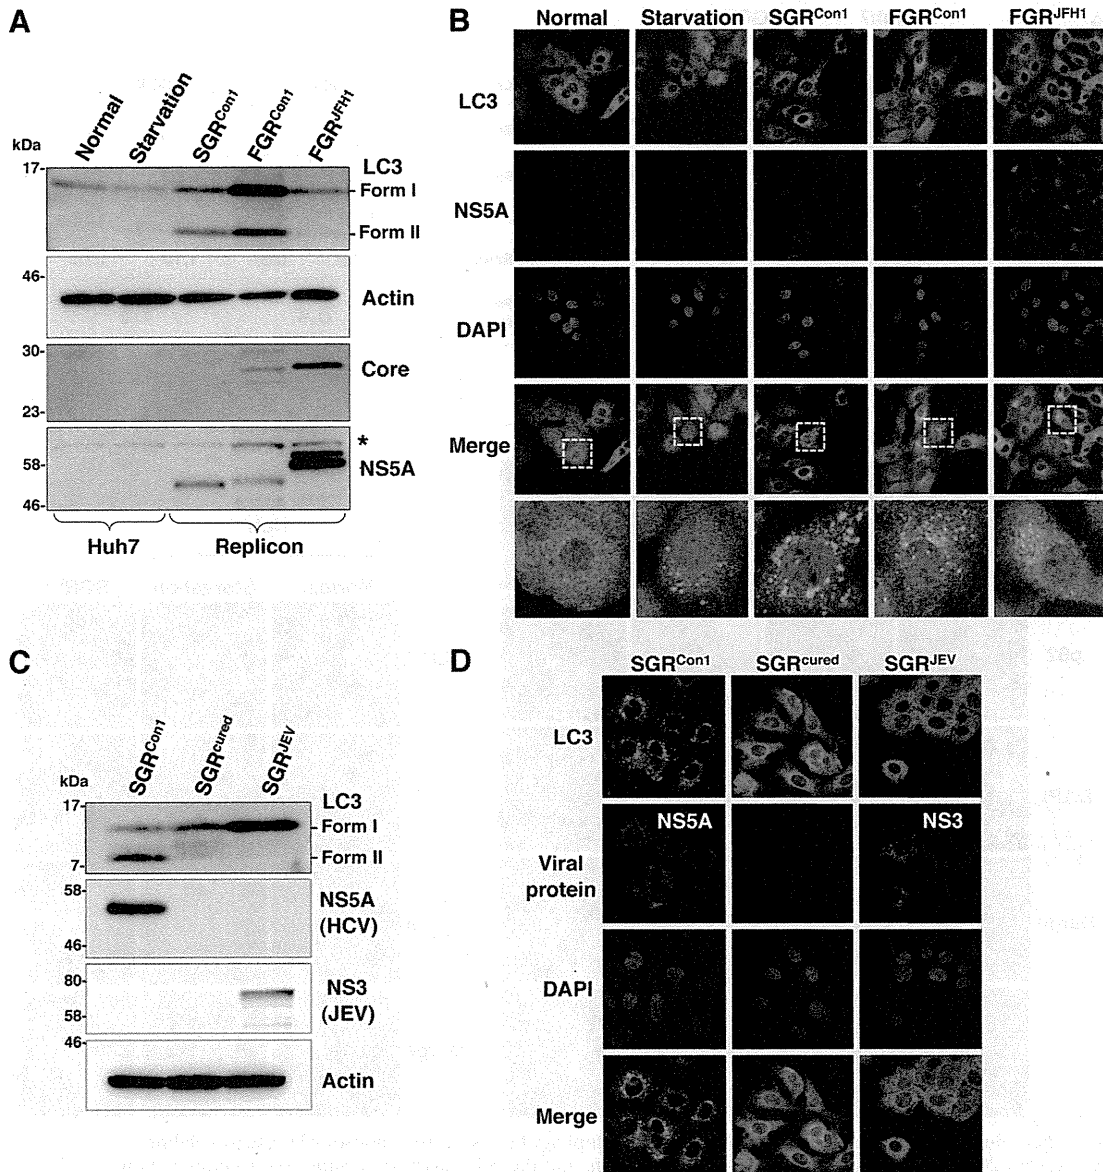 A
Normal
Starvation
SGRCon1
FGRCon1
FGRJFH1
kDa
17-
LC3
Form I
Form II
46-
Actin
30-
Core
23-
*
58-
NS5A
46-
Huh7
Replicon
B
Normal
Starvation
SGRCon1
FGRCon1
FGRJFH1
LC3
NS5A
DAPI
Merge
C
SGRCon1
SGRcured
SGRJEV
kDa
17-
LC3
Form I
Form II
7-
58-
NS5A
(HCV)
46-
80-
NS3
(JEV)
58-
46-
Actin
D
SGRCon1
SGRcured
SGRJEV
LC3
NS5A
NS3
Viral
protein
DAPI
Merge